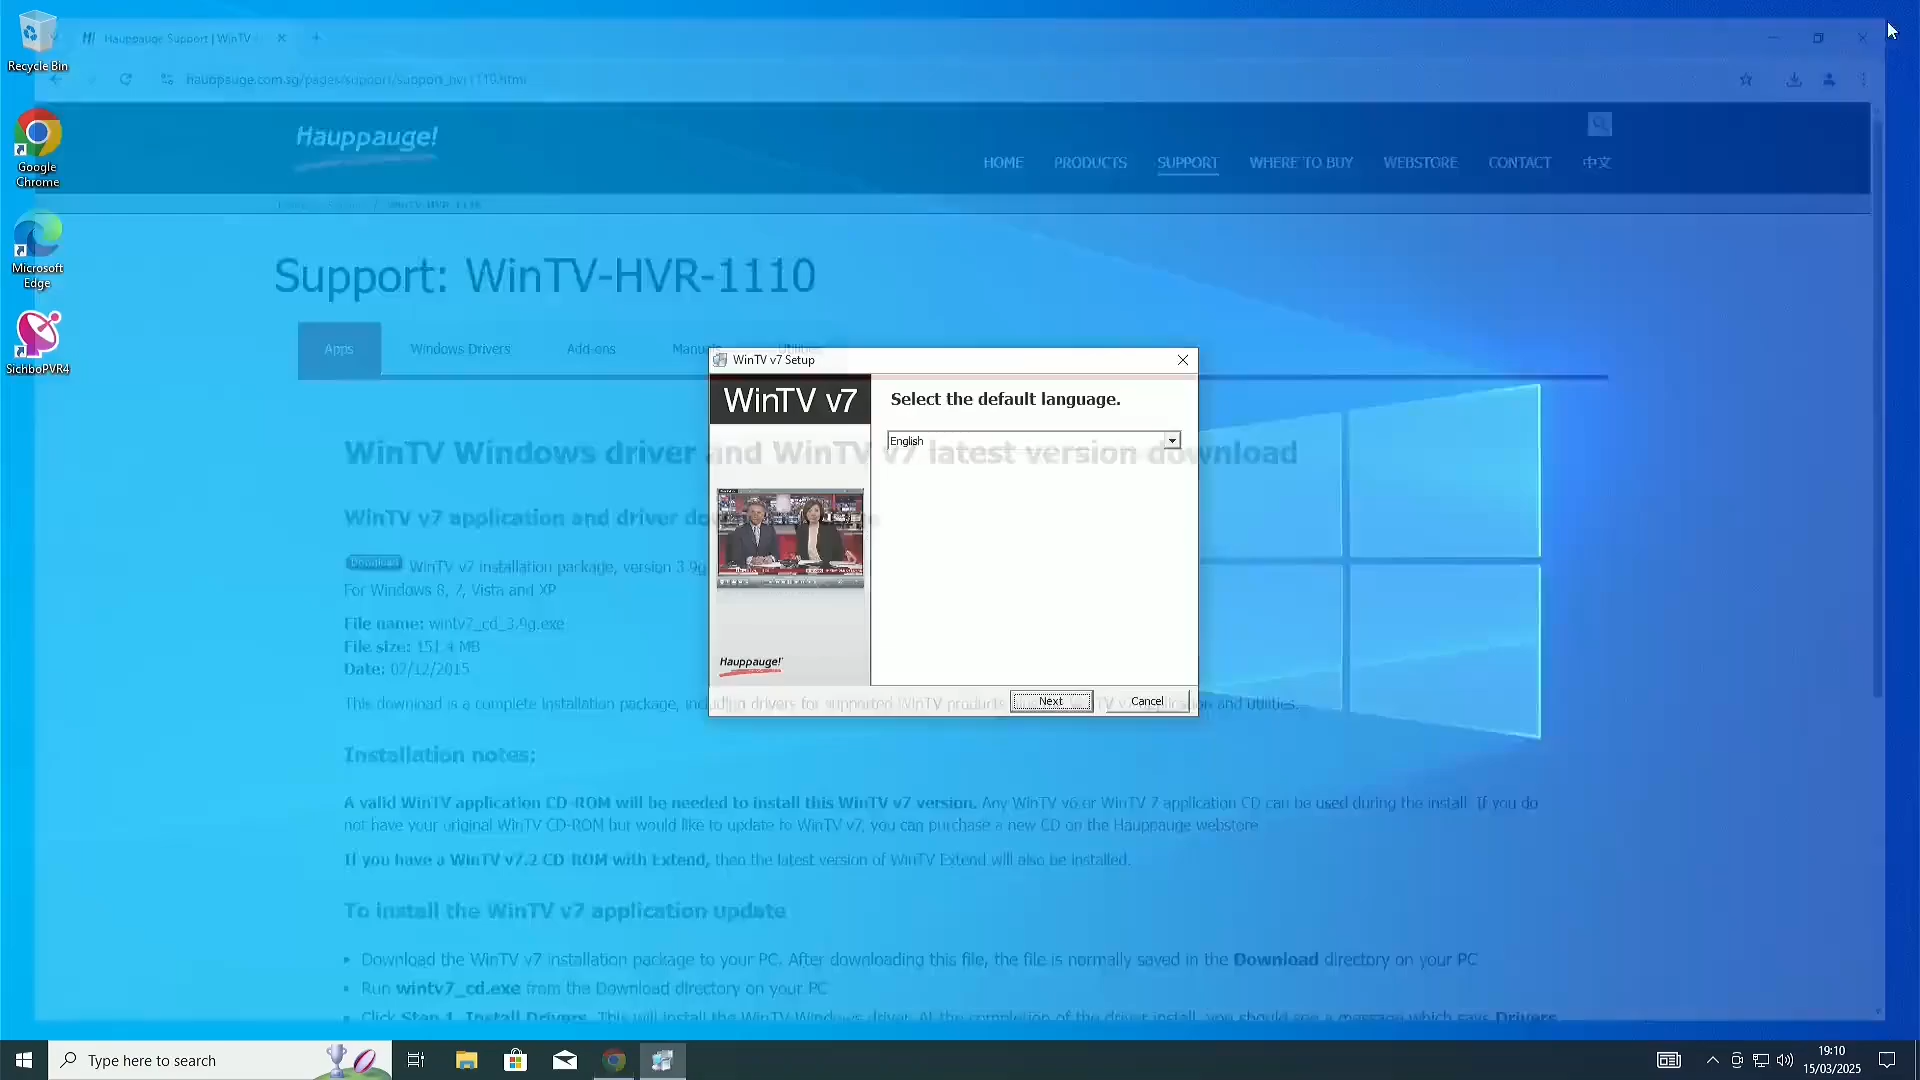 Recycle Bin
Google
Chrome
Microsoft
Edge
SichboPVR4
Hauppauge Support | WinTV
hauppauge.com.sg/pages/support/support_hvr1110.html
Hauppauge!
HOME PRODUCTS SUPPORT WHERE TO BUY WEBSTORE CONTACT 中文
WinTV-HVR-1110
Support: WinTV-HVR-1110
Apps Windows Drivers Add-ons Manuals Utilities
WinTV Windows driver and WinTV v7 latest version download
WinTV v7 application and driver
Download WinTV v7 installation package, version 3.9g
For Windows 8, 7, Vista and XP
File name: wintv7_cd_3.9g.exe
File size: 151.4 MB
Date: 02/12/2015
This download is a complete installation package, including drivers for supported WinTV products and Utilities.
Installation notes:
A valid WinTV application CD-ROM will be needed to install this WinTV v7 version. Any WinTV v6 or WinTV 7 application CD can be used during the install. If you do
not have your original WinTV CD-ROM but would like to update to WinTV v7, you can purchase a new CD on the Hauppauge webstore
If you have a WinTV v7.2 CD-ROM with Extend, then the latest version of WinTV Extend will also be installed.
To install the WinTV v7 application update
Download the WinTV v7 installation package to your PC. After downloading this file, the file is normally saved in the Download directory on your PC
Run wintv7_cd.exe from the Download directory on your PC
Click Step 1. Install Drivers. This will install the WinTV Windows driver. At the completion of the driver install, you should see a message which says Drivers
WinTV v7 Setup
WinTV v7
Select the default language.
English
Hauppauge!
Next Cancel
Type here to search
19:10
15/03/2025